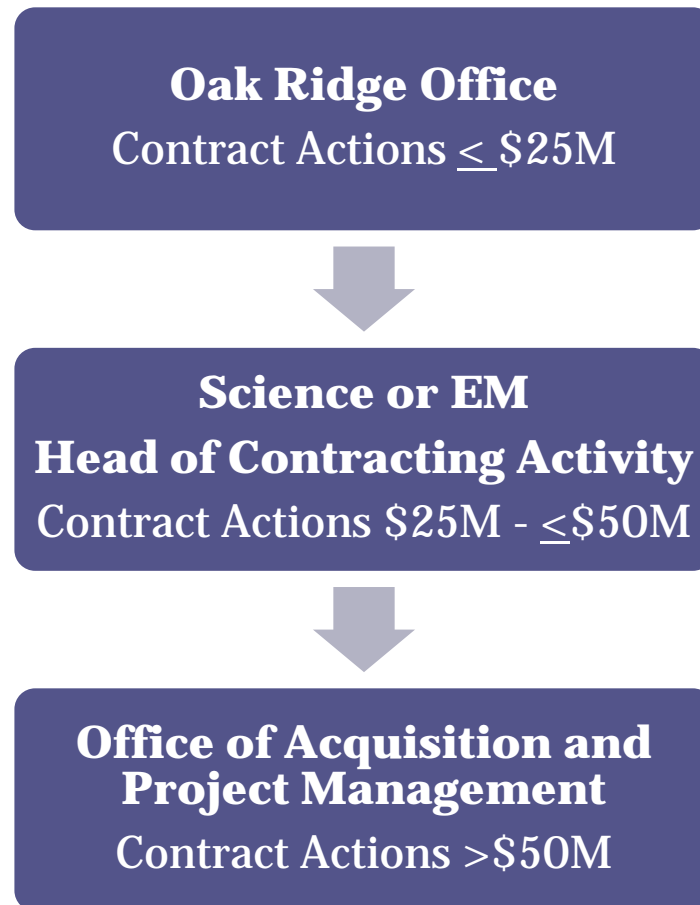 Oak Ridge Office
Contract Actions < $25M
Science or EM
Head of Contracting Activity
Contract Actions $25M - <$50M
Office of Acquisition and
Project Management
Contract Actions >$50M